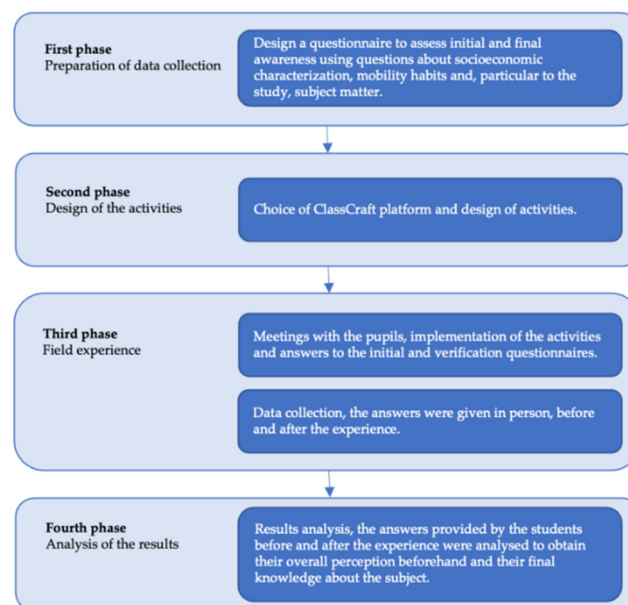 First phase
Preparation of data collection
Design a questionnaire to assess initial and final
awareness using questions about socioeconomic
characterization, mobility habits and, particular to the
study, subject matter.
Second phase
Design of the activities
Choice of ClassCraft platform and design of activities.
Third phase
Field experience
Meetings with the pupils, implementation of the activities
and answers to the initial and verification questionnaires.
Data collection, the answers were given in person, before
and after the experience.
Fourth phase
Analysis of the results
Results analysis, the answers provided by the students
before and after the experience were analysed to obtain
their overall perception beforehand and their final
knowledge about the subject.